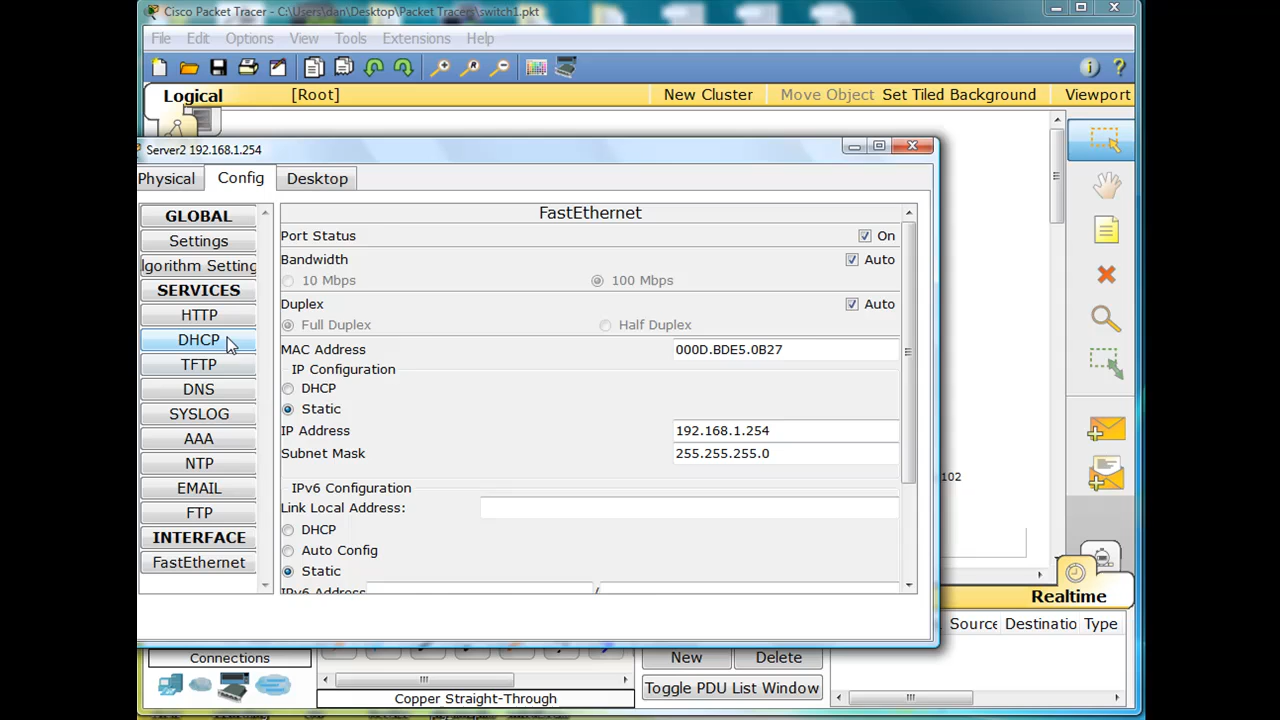 Cisco Packet Tracer - C:\Users\dan\Desktop\Packet Tracers\switch1.pkt
File Edit Options View Tools Extensions Help
Logical [Root] New Cluster Move Object Set Tiled Background Viewport
Server2 192.168.1.254
Physical Config Desktop
GLOBAL
Settings
lgorithm Setting
SERVICES
HTTP
DHCP
TFTP
DNS
SYSLOG
AAA
NTP
EMAIL
FTP
INTERFACE
FastEthernet
FastEthernet
Port Status On
Bandwidth Auto
10 Mbps 100 Mbps
Duplex Auto
Full Duplex Half Duplex
MAC Address 000D.BDE5.0B27
IP Configuration
DHCP
Static
IP Address 192.168.1.254
Subnet Mask 255.255.255.0
IPv6 Configuration
Link Local Address:
DHCP
Auto Config
Static
IPv6 Address /
102
Realtime
Source Destinatio Type
Connections
New Delete
Toggle PDU List Window
Copper Straight-Through